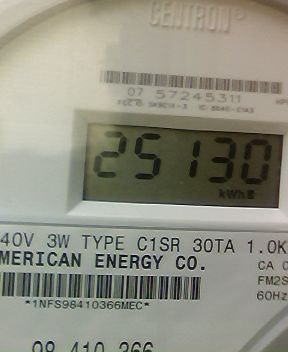 CENTRON®
07 57245311
25130
kWh
40V 3W TYPE C1SR 30TA 1.0K
MERICAN ENERGY CO.
CA 0
FM2S
60Hz
*1NFS98410366MEC*
98 410 366